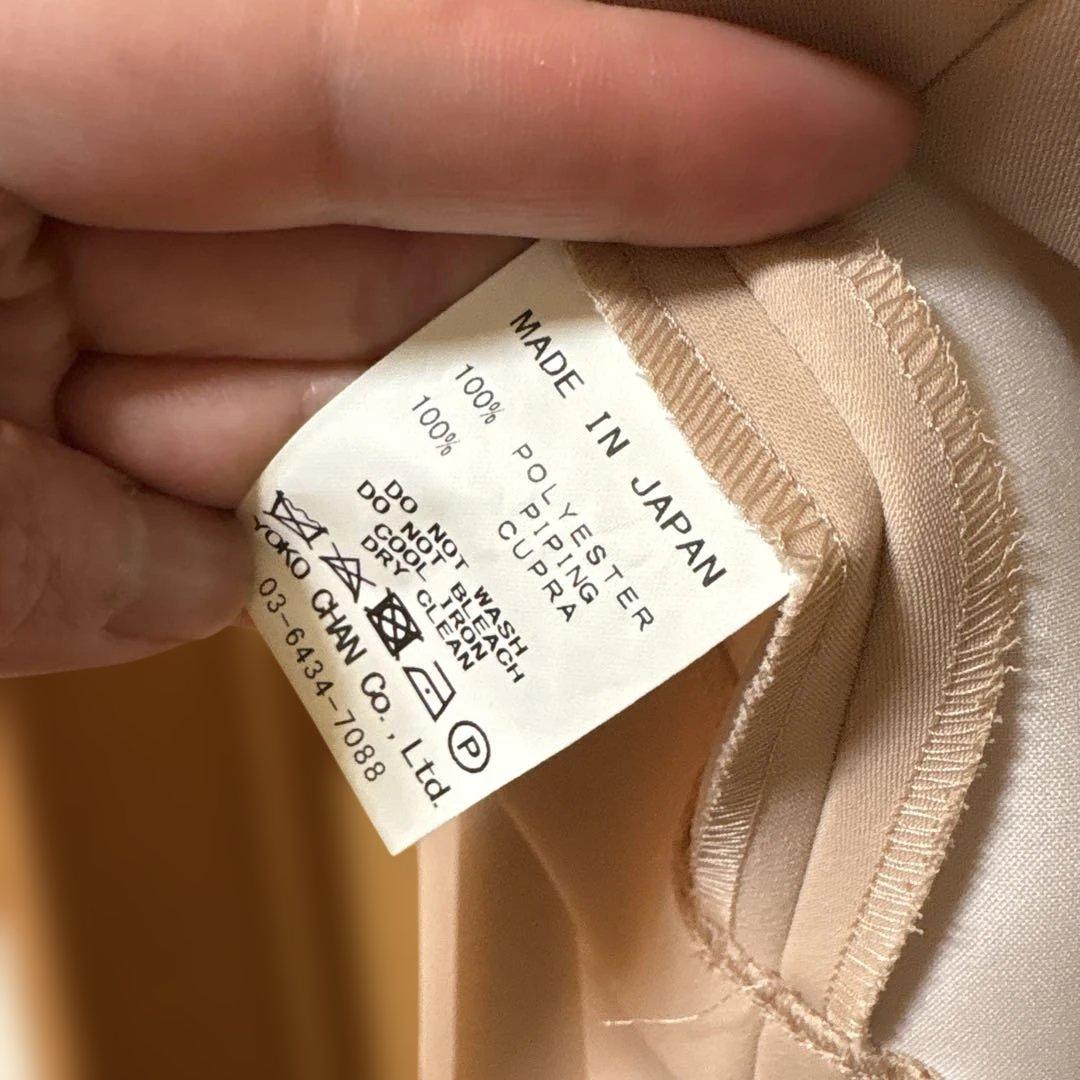 MADE IN JAPAN
100% POLYESTER
PIPING
100% CUPRA
DO NOT WASH
DO NOT BLEACH
COOL IRON
DRY CLEAN
P
YOKO CHAN Co., Ltd.
03-6434-7088